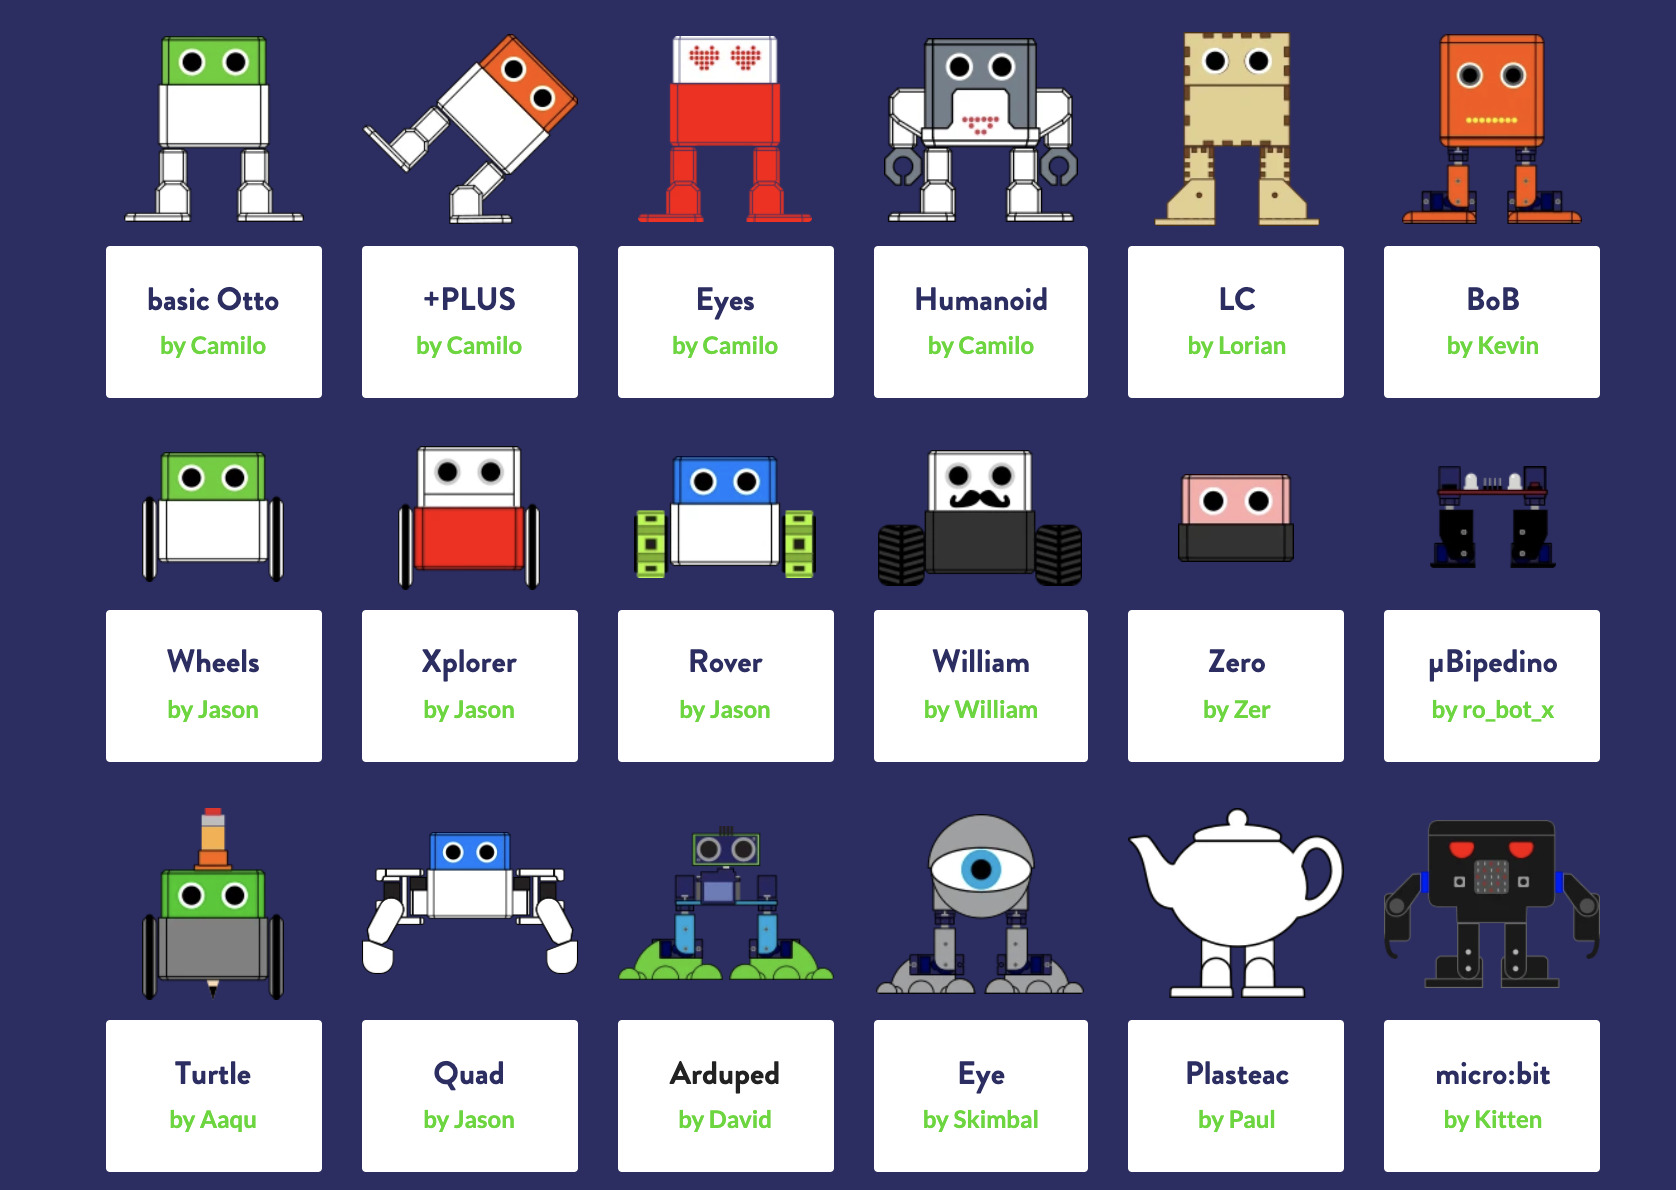 basic Otto
by Camilo
+PLUS
by Camilo
Eyes
by Camilo
Humanoid
by Camilo
LC
by Lorian
BoB
by Kevin
Wheels
by Jason
Xplorer
by Jason
Rover
by Jason
William
by William
Zero
by Zer
µBipedino
by ro_bot_x
Turtle
by Aaqu
Quad
by Jason
Arduped
by David
Eye
by Skimbal
Plasteac
by Paul
micro:bit
by Kitten